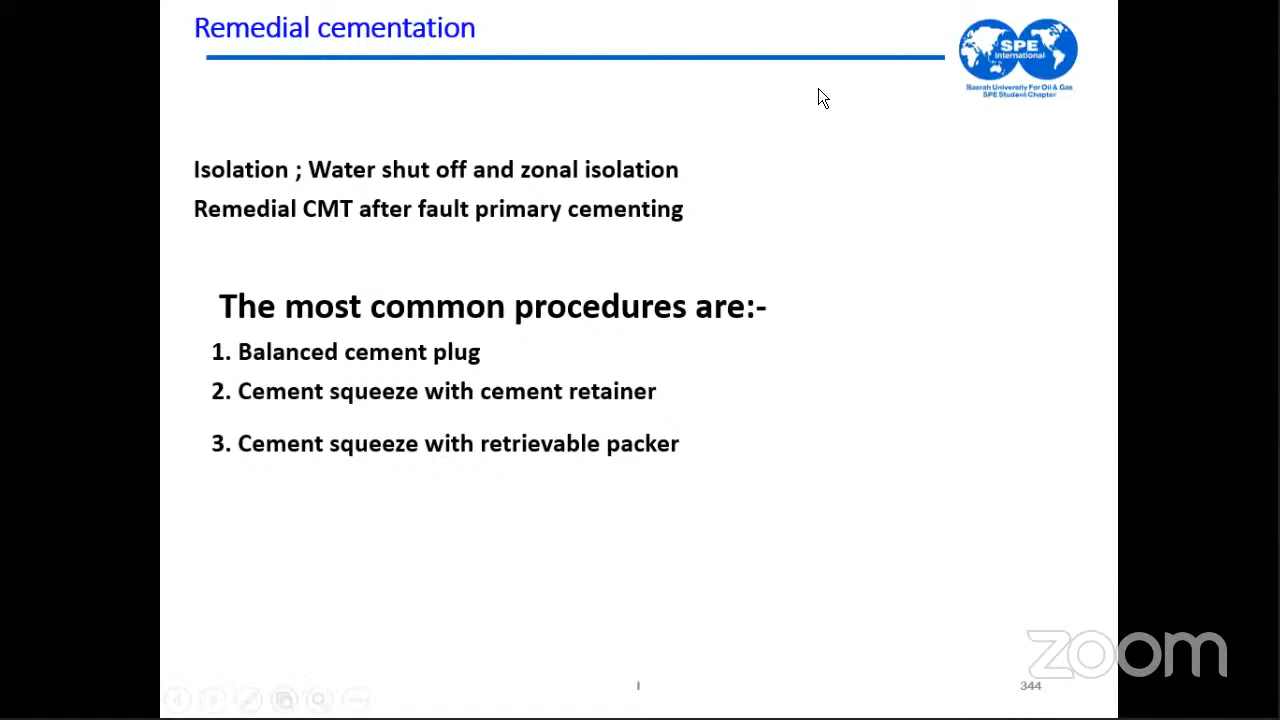 Remedial cementation
SPE
International
Basrah University For Oil & Gas
SPE Student Chapter
Isolation ; Water shut off and zonal isolation
Remedial CMT after fault primary cementing
The most common procedures are:-
1. Balanced cement plug
2. Cement squeeze with cement retainer
3. Cement squeeze with retrievable packer
zoom
I
344